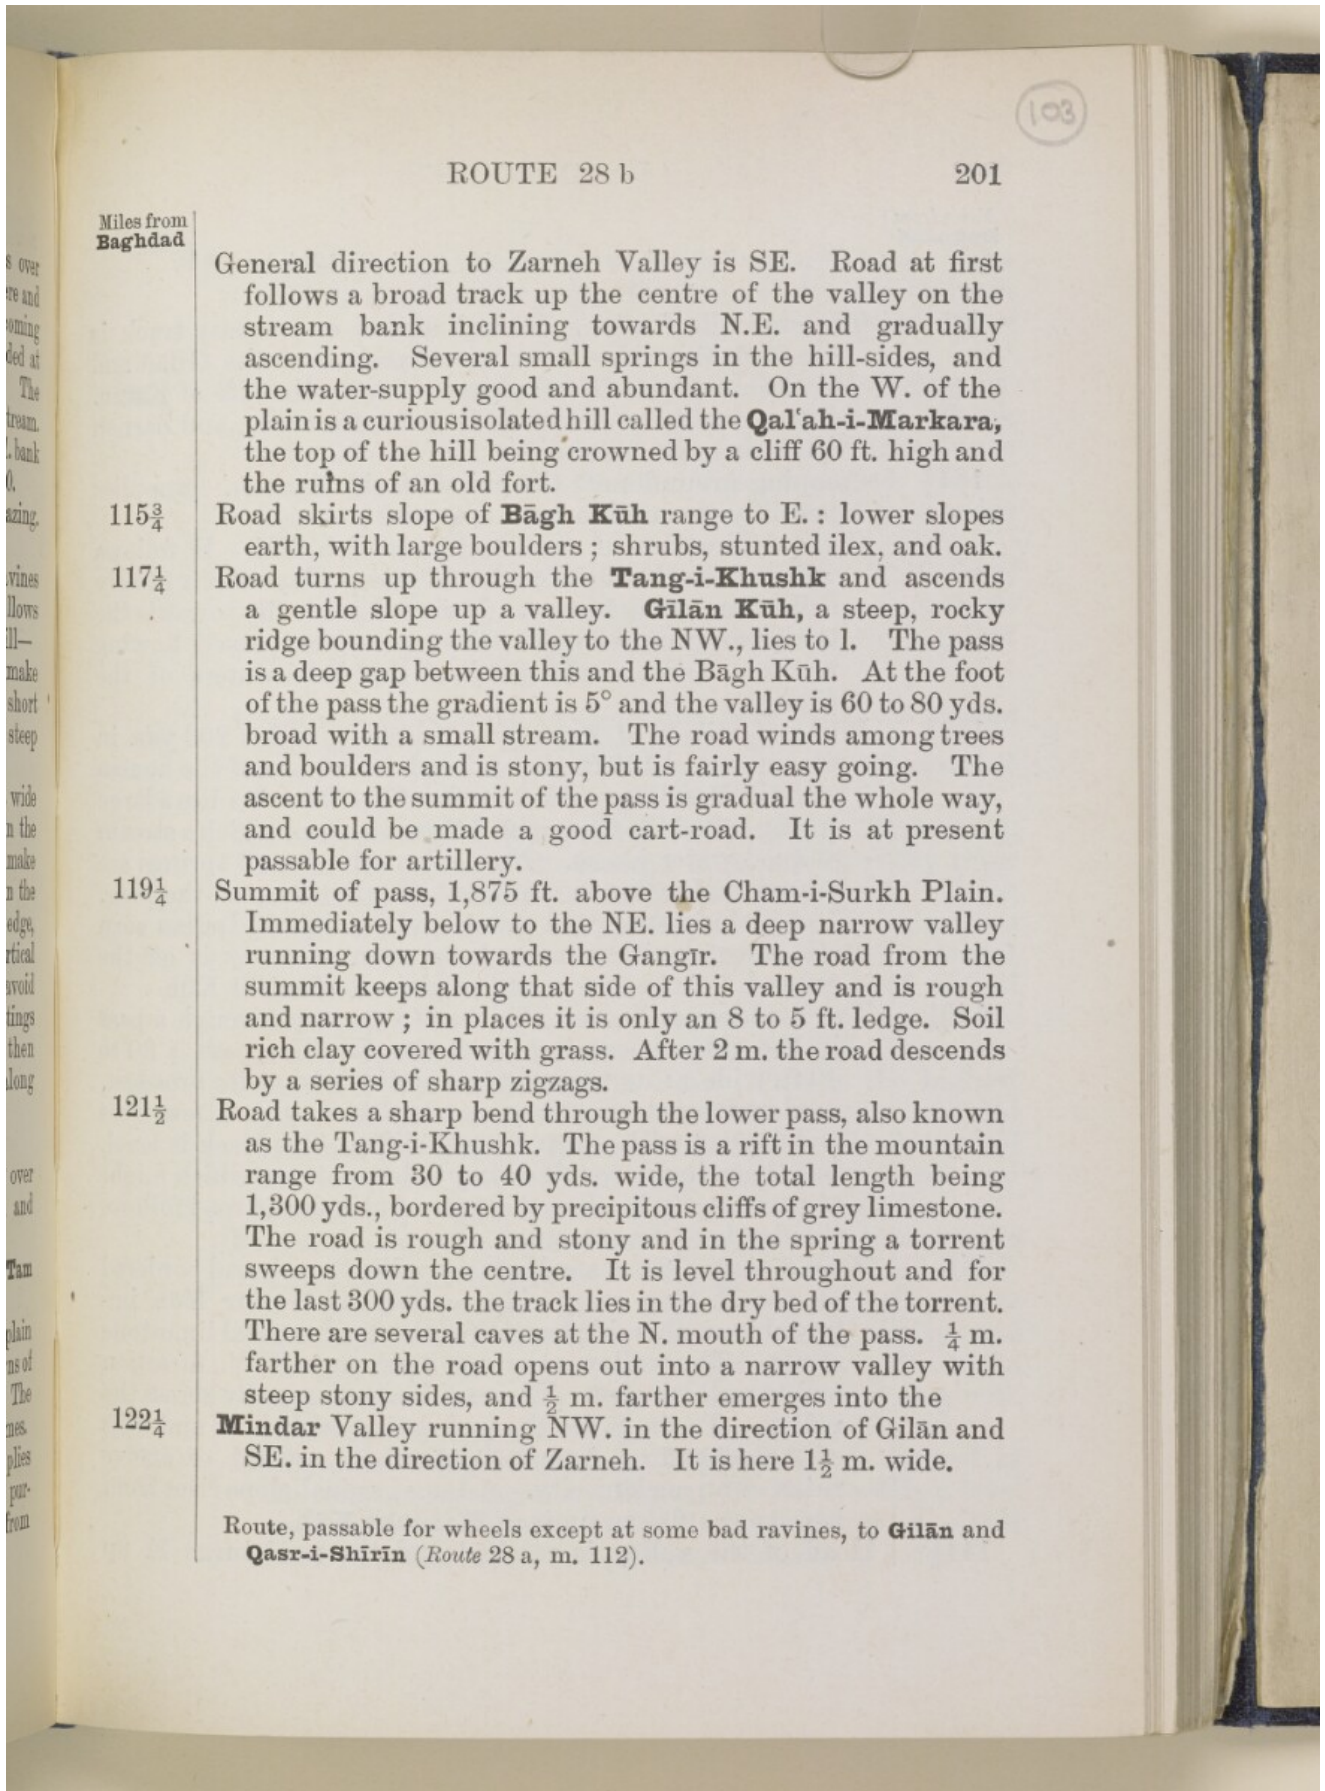 103
ROUTE 28 b 201
Miles from
Baghdad
General direction to Zarneh Valley is SE. Road at first
follows a broad track up the centre of the valley on the
stream bank inclining towards N.E. and gradually
ascending. Several small springs in the hill-sides, and
the water-supply good and abundant. On the W. of the
plain is a curious isolated hill called the Qal'ah-i-Markara,
the top of the hill being crowned by a cliff 60 ft. high and
the ruins of an old fort.
115¾ Road skirts slope of Bāgh Kūh range to E. : lower slopes
earth, with large boulders ; shrubs, stunted ilex, and oak.
117¼ Road turns up through the Tang-i-Khushk and ascends
a gentle slope up a valley. Gīlān Kūh, a steep, rocky
ridge bounding the valley to the NW., lies to l. The pass
is a deep gap between this and the Bāgh Kūh. At the foot
of the pass the gradient is 5° and the valley is 60 to 80 yds.
broad with a small stream. The road winds among trees
and boulders and is stony, but is fairly easy going. The
ascent to the summit of the pass is gradual the whole way,
and could be made a good cart-road. It is at present
passable for artillery.
119¼ Summit of pass, 1,875 ft. above the Cham-i-Surkh Plain.
Immediately below to the NE. lies a deep narrow valley
running down towards the Gangīr. The road from the
summit keeps along that side of this valley and is rough
and narrow ; in places it is only an 8 to 5 ft. ledge. Soil
rich clay covered with grass. After 2 m. the road descends
by a series of sharp zigzags.
121½ Road takes a sharp bend through the lower pass, also known
as the Tang-i-Khushk. The pass is a rift in the mountain
range from 30 to 40 yds. wide, the total length being
1,300 yds., bordered by precipitous cliffs of grey limestone.
The road is rough and stony and in the spring a torrent
sweeps down the centre. It is level throughout and for
the last 300 yds. the track lies in the dry bed of the torrent.
There are several caves at the N. mouth of the pass. ¼ m.
farther on the road opens out into a narrow valley with
steep stony sides, and ½ m. farther emerges into the
122¼ Mindar Valley running NW. in the direction of Gilān and
SE. in the direction of Zarneh. It is here 1½ m. wide.
Route, passable for wheels except at some bad ravines, to Gilān and
Qasr-i-Shīrīn (Route 28 a, m. 112).